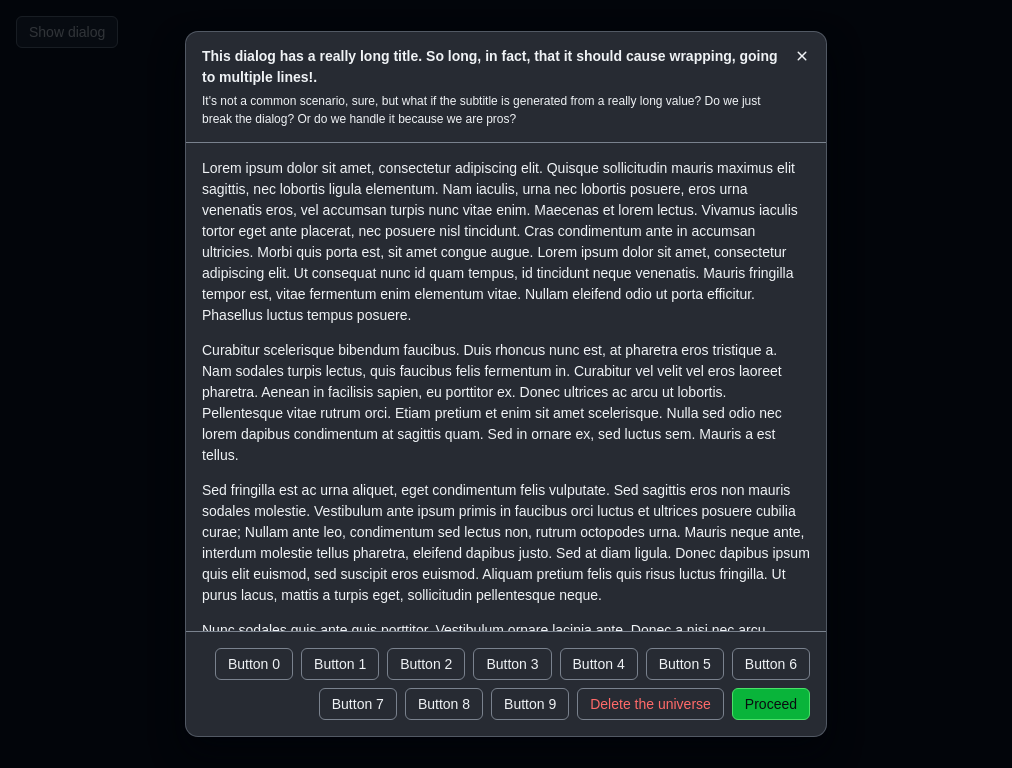 Show dialog
This dialog has a really long title. So long, in fact, that it should cause wrapping, going
to multiple lines!.
It's not a common scenario, sure, but what if the subtitle is generated from a really long value? Do we just
break the dialog? Or do we handle it because we are pros?
Lorem ipsum dolor sit amet, consectetur adipiscing elit. Quisque sollicitudin mauris maximus elit
sagittis, nec lobortis ligula elementum. Nam iaculis, urna nec lobortis posuere, eros urna
venenatis eros, vel accumsan turpis nunc vitae enim. Maecenas et lorem lectus. Vivamus iaculis
tortor eget ante placerat, nec posuere nisl tincidunt. Cras condimentum ante in accumsan
ultricies. Morbi quis porta est, sit amet congue augue. Lorem ipsum dolor sit amet, consectetur
adipiscing elit. Ut consequat nunc id quam tempus, id tincidunt neque venenatis. Mauris fringilla
tempor est, vitae fermentum enim elementum vitae. Nullam eleifend odio ut porta efficitur.
Phasellus luctus tempus posuere.
Curabitur scelerisque bibendum faucibus. Duis rhoncus nunc est, at pharetra eros tristique a.
Nam sodales turpis lectus, quis faucibus felis fermentum in. Curabitur vel velit vel eros laoreet
pharetra. Aenean in facilisis sapien, eu porttitor ex. Donec ultrices ac arcu ut lobortis.
Pellentesque vitae rutrum orci. Etiam pretium et enim sit amet scelerisque. Nulla sed odio nec
lorem dapibus condimentum at sagittis quam. Sed in ornare ex, sed luctus sem. Mauris a est
tellus.
Sed fringilla est ac urna aliquet, eget condimentum felis vulputate. Sed sagittis eros non mauris
sodales molestie. Vestibulum ante ipsum primis in faucibus orci luctus et ultrices posuere cubilia
curae; Nullam ante leo, condimentum sed lectus non, rutrum octopodes urna. Mauris neque ante,
interdum molestie tellus pharetra, eleifend dapibus justo. Sed at diam ligula. Donec dapibus ipsum
quis elit euismod, sed suscipit eros euismod. Aliquam pretium felis quis risus luctus fringilla. Ut
purus lacus, mattis a turpis eget, sollicitudin pellentesque neque.
Nunc sodales quis ante quis porttitor. Vestibulum ornare lacinia ante. Donec a nisi nec arcu
Button 0 Button 1 Button 2 Button 3 Button 4 Button 5 Button 6
Button 7 Button 8 Button 9 Delete the universe Proceed